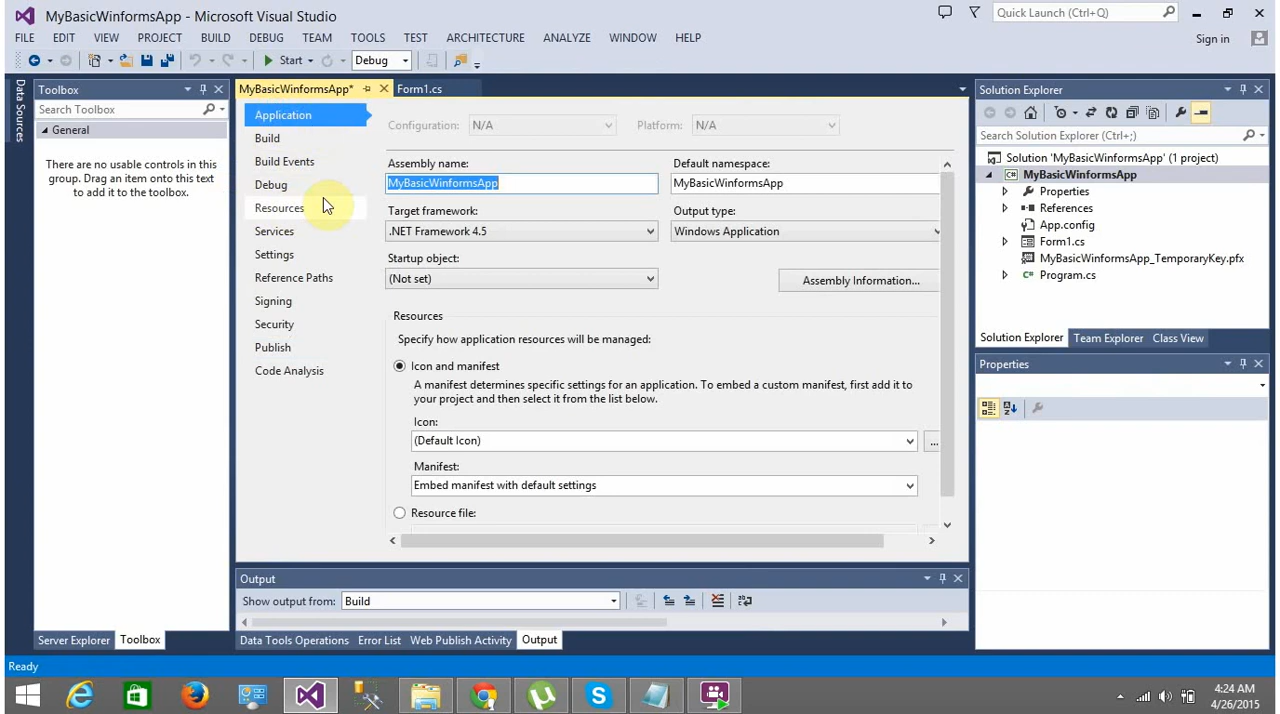 MyBasicWinformsApp - Microsoft Visual Studio
Quick Launch (Ctrl+Q)
FILE EDIT VIEW PROJECT BUILD DEBUG TEAM TOOLS TEST ARCHITECTURE ANALYZE WINDOW HELP
Sign in
Start Debug
Data Sources
Toolbox
Search Toolbox
General
There are no usable controls in this
group. Drag an item onto this text
to add it to the toolbox.
Server Explorer Toolbox
MyBasicWinformsApp* Form1.cs
Application
Build
Build Events
Debug
Resources
Services
Settings
Reference Paths
Signing
Security
Publish
Code Analysis
Configuration: N/A Platform: N/A
Assembly name: Default namespace:
MyBasicWinformsApp MyBasicWinformsApp
Target framework: Output type:
.NET Framework 4.5 Windows Application
Startup object:
(Not set) Assembly Information...
Resources
Specify how application resources will be managed:
Icon and manifest
A manifest determines specific settings for an application. To embed a custom manifest, first add it to
your project and then select it from the list below.
Icon:
(Default Icon) ...
Manifest:
Embed manifest with default settings
Resource file:
Output
Show output from: Build
Data Tools Operations Error List Web Publish Activity Output
Solution Explorer
Search Solution Explorer (Ctrl+;)
Solution 'MyBasicWinformsApp' (1 project)
MyBasicWinformsApp
Properties
References
App.config
Form1.cs
MyBasicWinformsApp_TemporaryKey.pfx
Program.cs
Solution Explorer Team Explorer Class View
Properties
Ready
4:24 AM
4/26/2015